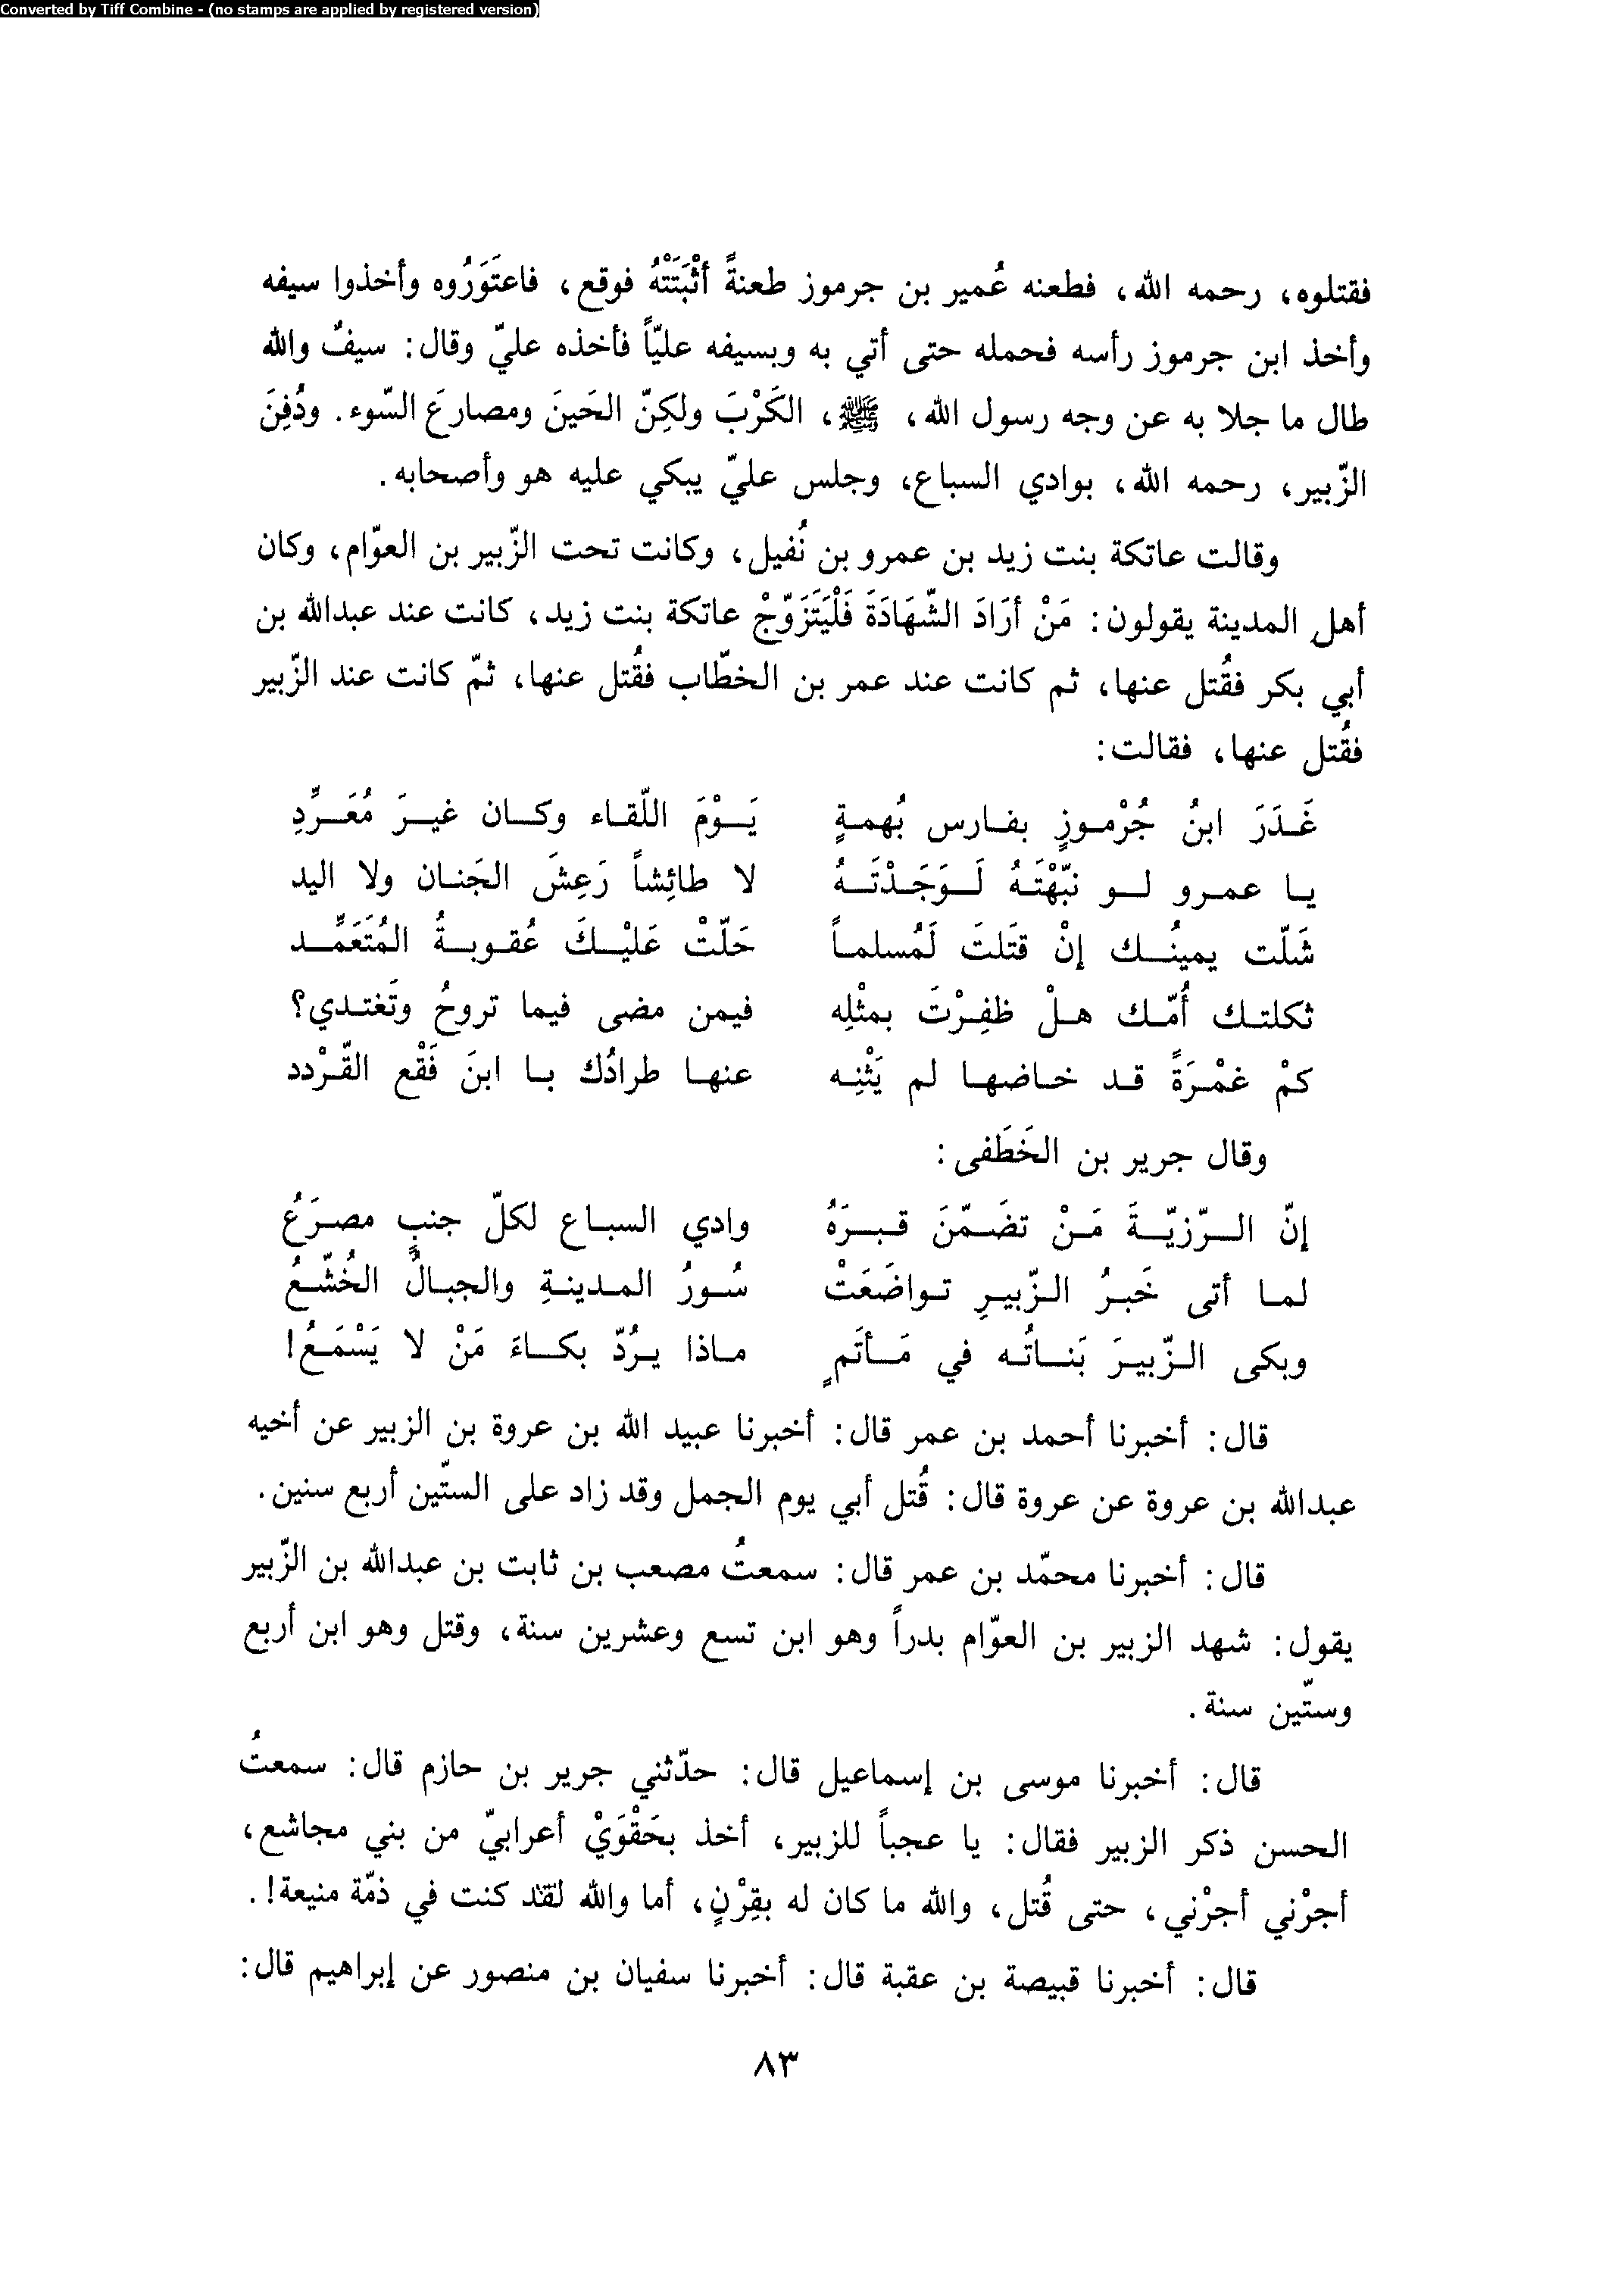 Converted by Tiff Combine - (no stamps are applied by registered version)
فقتلوه، رحمه الله، فطعنه عُمير بن جرموز طعنةً أثْبَتَتْهُ فوقع، فاعتَوَرُوه وأخذوا سيفه
وأخذ ابن جرموز رأسه فحمله حتى أتي به وبسيفه عليّاً فأخذه عليّ وقال: سيفٌ والله
طال ما جلا به عن وجه رسول الله، ﷺ، الكَرْبَ ولكِنّ الحَينَ ومصارعَ السّوء. ودُفِنَ
الزّبير، رحمه الله، بوادي السباع، وجلس عليّ يبكي عليه هو وأصحابه.
وقالت عاتكة بنت زيد بن عمرو بن نُفيل، وكانت تحت الزّبير بن العوّام، وكان
أهل المدينة يقولون: مَنْ أرَادَ الشّهَادَةَ فَلْيَتَزَوّجْ عاتكة بنت زيد، كانت عند عبدالله بن
أبي بكر فقُتل عنها، ثم كانت عند عمر بن الخطّاب فقُتل عنها، ثمّ كانت عند الزّبير
فقُتل عنها، فقالت:
غَدَرَ ابنُ جُرْموزٍ بفارس بُهمةٍ يَوْمَ اللّقاء وكان غيرَ مُعَرِّدِ
يا عمرو لو نبّهْتَهُ لَوَجَدْتَهُ لا طائِشاً رَعِشَ الجَنان ولا اليد
شَلّت يمينُك إنْ قتَلتَ لَمُسلماً حَلّتْ عَلَيْكَ عُقوبةُ المُتَعَمِّد
ثكلتك أُمّك هلْ ظفِرْتَ بمثْلِه فيمن مضى فيما تروحُ وتَغتدي؟
كمْ غمْرَةً قد خاضها لم يَثْنِه عنها طرادُك با ابنَ فَقْع القّرْدد
وقال جرير بن الخَطَفى:
إنّ الرّزيّةَ مَنْ تضَمّنَ قبرَهُ وادي السباع لكلّ جنبٍ مصرَعُ
لما أتى خَبرُ الزّبيرِ تواضَعَتْ سُورُ المدينةِ والجبالُ الخُشّعُ
وبكى الزّبيرَ بَناتُه في مَأتَمٍ ماذا يرُدّ بكاءَ مَنْ لا يَسْمَعُ!
قال: أخبرنا أحمد بن عمر قال: أخبرنا عبيد الله بن عروة بن الزبير عن أخيه
عبدالله بن عروة عن عروة قال: قُتل أبي يوم الجمل وقد زاد على الستّين أربع سنين.
قال: أخبرنا محمّد بن عمر قال: سمعتُ مصعب بن ثابت بن عبدالله بن الزّبير
يقول: شهد الزبير بن العوّام بدراً وهو ابن تسع وعشرين سنة، وقتل وهو ابن أربع
وستّين سنة.
قال: أخبرنا موسى بن إسماعيل قال: حدّثني جرير بن حازم قال: سمعتُ
الحسن ذكر الزبير فقال: يا عجباً للزبير، أخذ بحَقْوَيْ أعرابيّ من بني مجاشع،
أجرْني أجرْني، حتى قُتل، والله ما كان له بقِرْنٍ، أما والله لقد كنت في ذمّة منيعة!.
قال: أخبرنا قبيصة بن عقبة قال: أخبرنا سفيان بن منصور عن إبراهيم قال:
٨٣